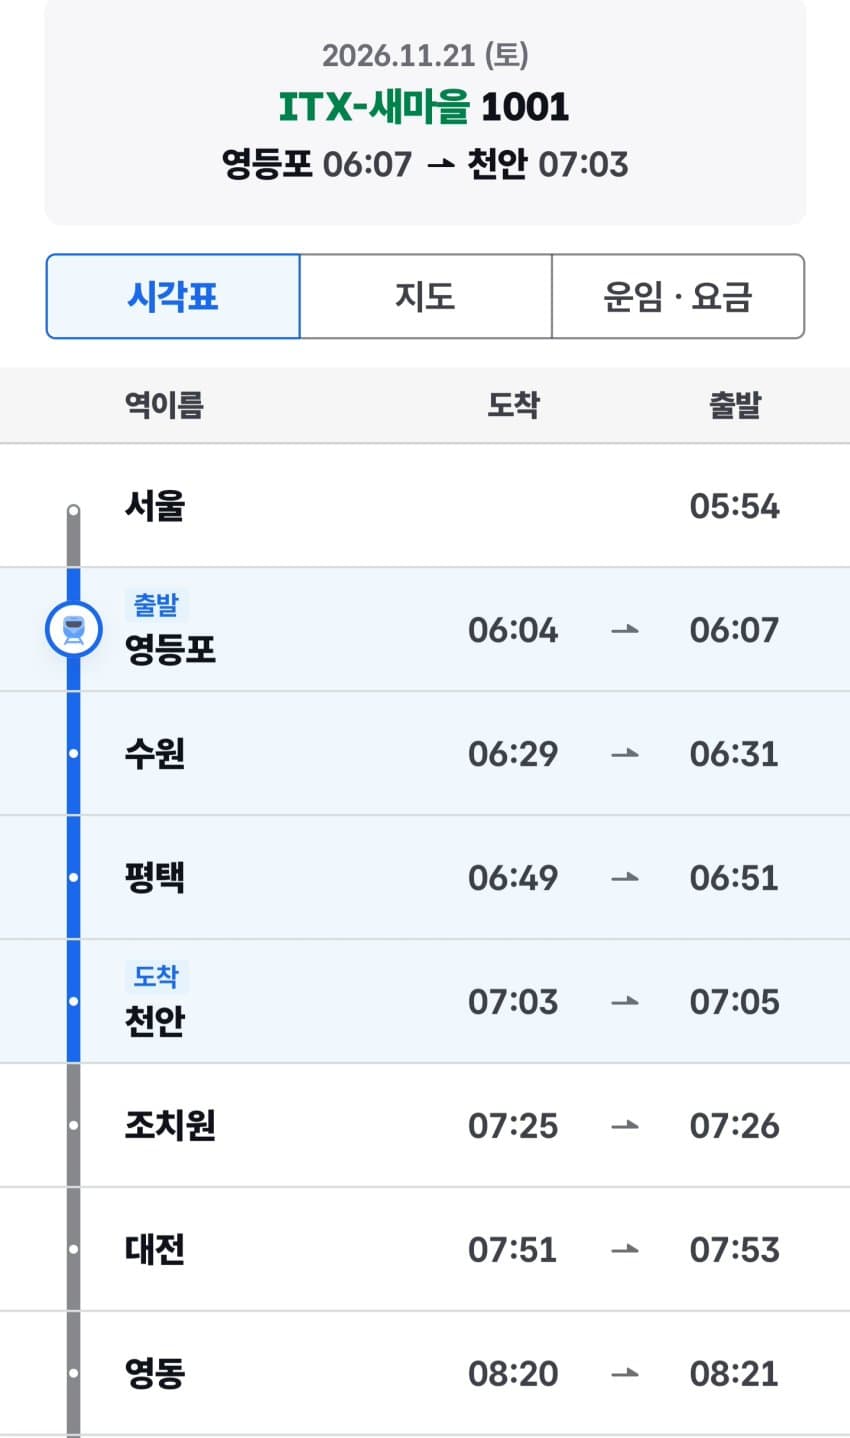 2026.11.21 (토)
ITX-새마을 1001
영등포 06:07 ⇀ 천안 07:03
시각표 지도 운임 · 요금
역이름 도착 출발
서울 05:54
출발
영등포 06:04 ⇀ 06:07
수원 06:29 ⇀ 06:31
평택 06:49 ⇀ 06:51
도착
천안 07:03 ⇀ 07:05
조치원 07:25 ⇀ 07:26
대전 07:51 ⇀ 07:53
영동 08:20 ⇀ 08:21